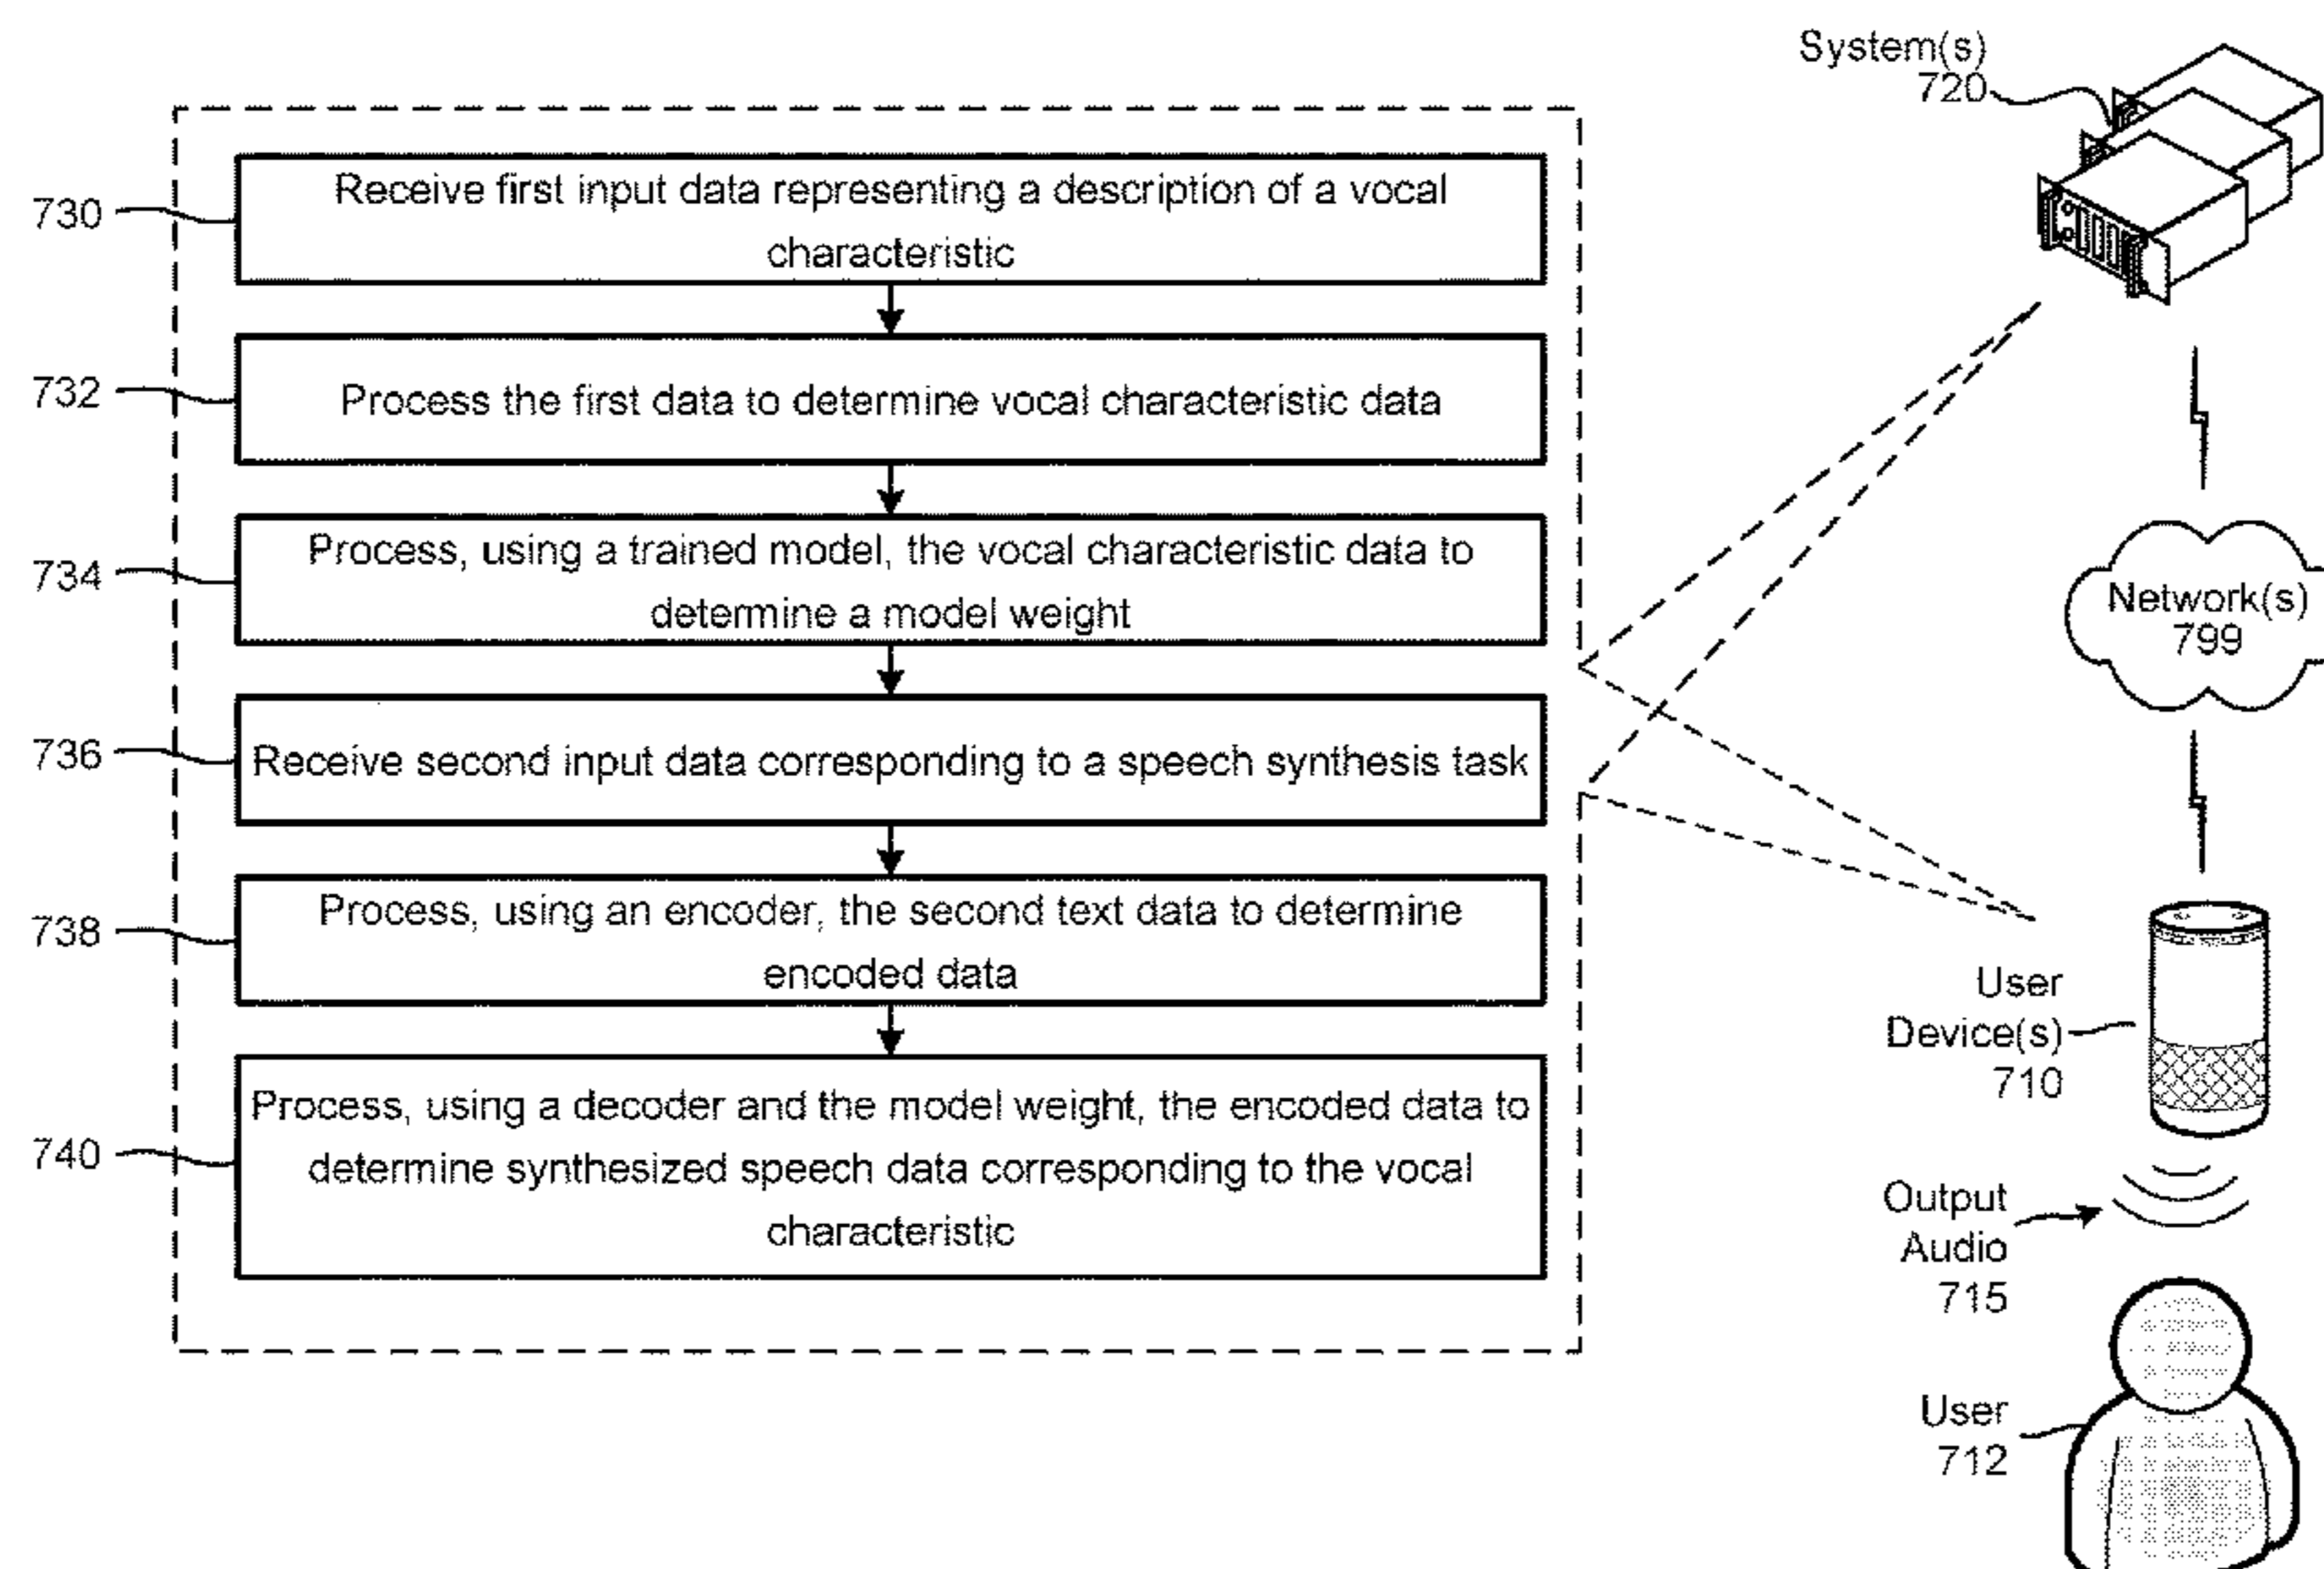 730
Receive first input data representing a description of a vocal
characteristic
732
Process the first data to determine vocal characteristic data
734
Process, using a trained model, the vocal characteristic data to
determine a model weight
736
Receive second input data corresponding to a speech synthesis task
738
Process, using an encoder, the second text data to determine
encoded data
740
Process, using a decoder and the model weight, the encoded data to
determine synthesized speech data corresponding to the vocal
characteristic
System(s)
720
Network(s)
799
User
Device(s)
710
Output
Audio
715
User
712